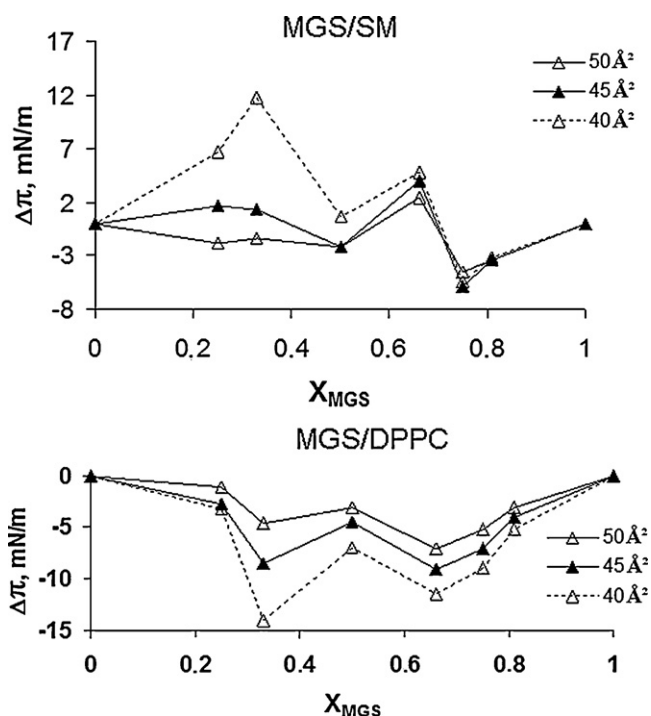 MGS/SM
17
12
7
2
-3
-8
Δπ, mN/m
50Å²
45Å²
40Å²
0 0.2 0.4 0.6 0.8 1
XMGS
MGS/DPPC
0
-5
-10
-15
Δπ, mN/m
50Å²
45Å²
40Å²
0 0.2 0.4 0.6 0.8 1
XMGS